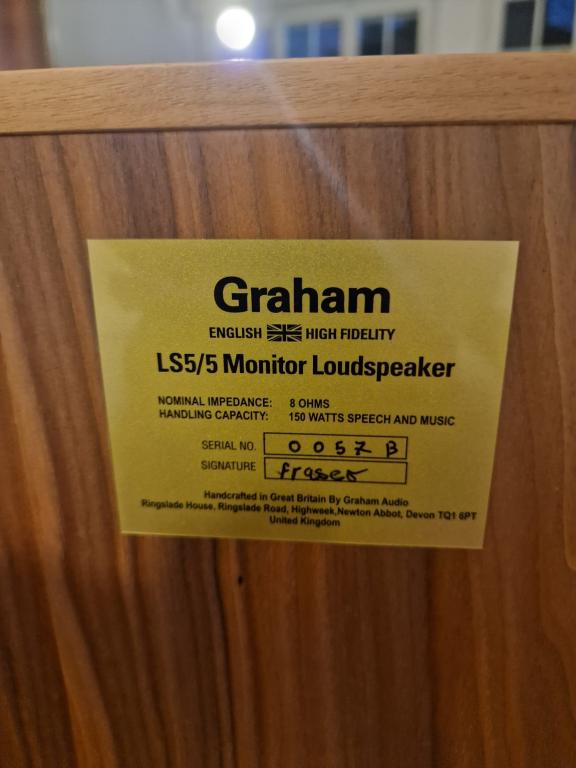 Graham
ENGLISH HIGH FIDELITY
LS5/5 Monitor Loudspeaker
NOMINAL IMPEDANCE: 8 OHMS
HANDLING CAPACITY: 150 WATTS SPEECH AND MUSIC
SERIAL NO. 0057 B
SIGNATURE fraser
Handcrafted in Great Britain By Graham Audio
Ringslade House, Ringslade Road, Highweek,Newton Abbot, Devon TQ1 6PT
United Kingdom